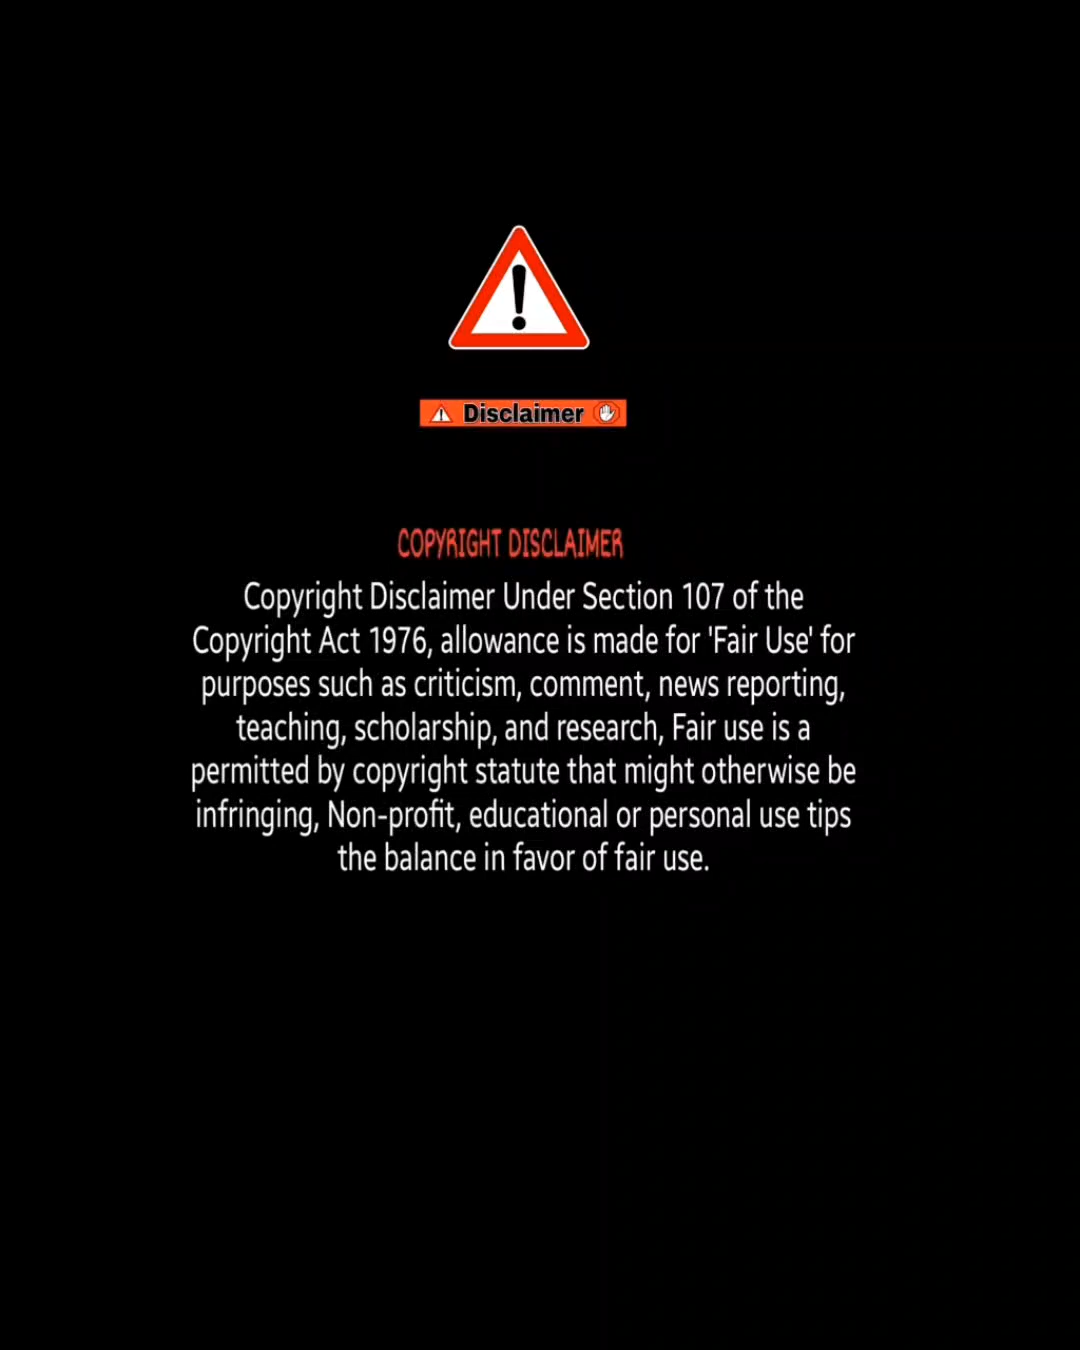 Disclaimer
COPYRIGHT DISCLAIMER
Copyright Disclaimer Under Section 107 of the
Copyright Act 1976, allowance is made for 'Fair Use' for
purposes such as criticism, comment, news reporting,
teaching, scholarship, and research, Fair use is a
permitted by copyright statute that might otherwise be
infringing, Non-profit, educational or personal use tips
the balance in favor of fair use.